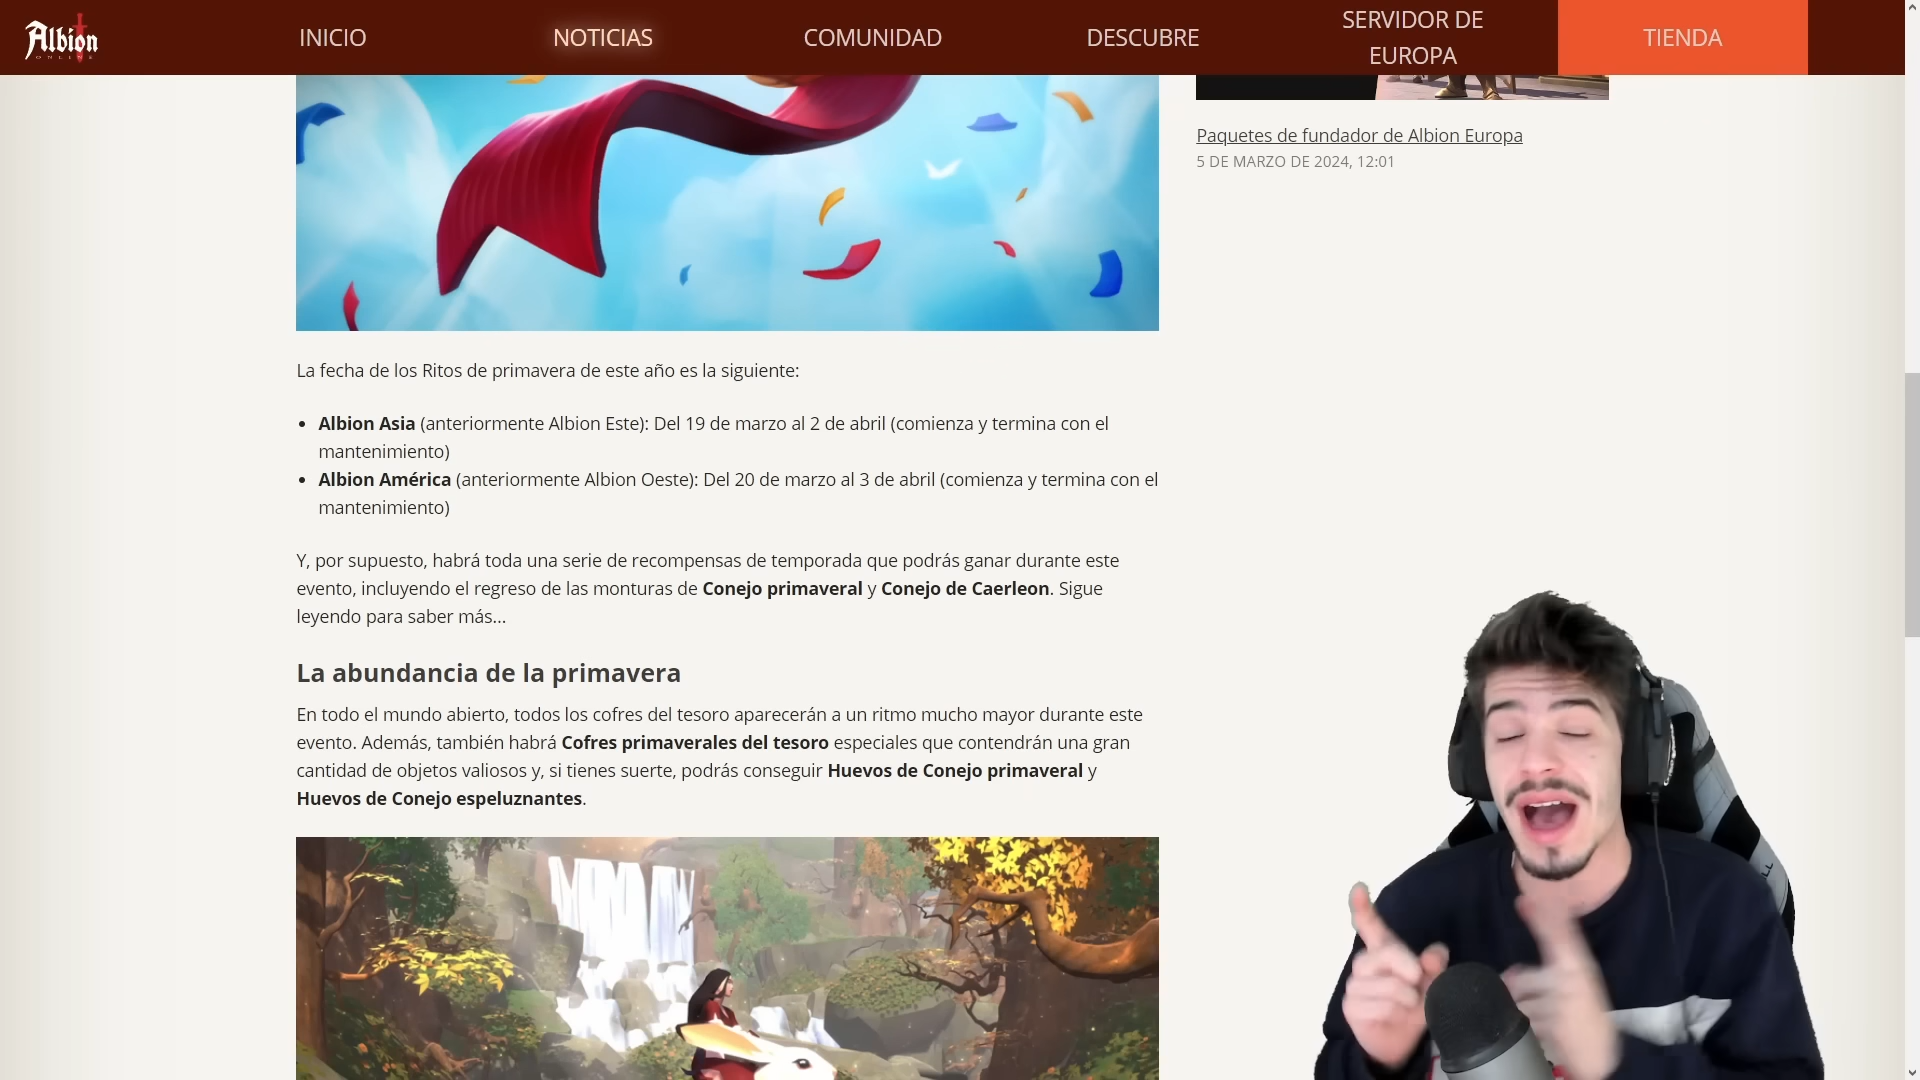 Albion
ONLINE
INICIO
NOTICIAS
COMUNIDAD
DESCUBRE
SERVIDOR DE
EUROPA
TIENDA
Paquetes de fundador de Albion Europa
5 DE MARZO DE 2024, 12:01
La fecha de los Ritos de primavera de este año es la siguiente:
• Albion Asia (anteriormente Albion Este): Del 19 de marzo al 2 de abril (comienza y termina con el
mantenimiento)
• Albion América (anteriormente Albion Oeste): Del 20 de marzo al 3 de abril (comienza y termina con el
mantenimiento)
Y, por supuesto, habrá toda una serie de recompensas de temporada que podrás ganar durante este
evento, incluyendo el regreso de las monturas de Conejo primaveral y Conejo de Caerleon. Sigue
leyendo para saber más...
La abundancia de la primavera
En todo el mundo abierto, todos los cofres del tesoro aparecerán a un ritmo mucho mayor durante este
evento. Además, también habrá Cofres primaverales del tesoro especiales que contendrán una gran
cantidad de objetos valiosos y, si tienes suerte, podrás conseguir Huevos de Conejo primaveral y
Huevos de Conejo espeluznantes.